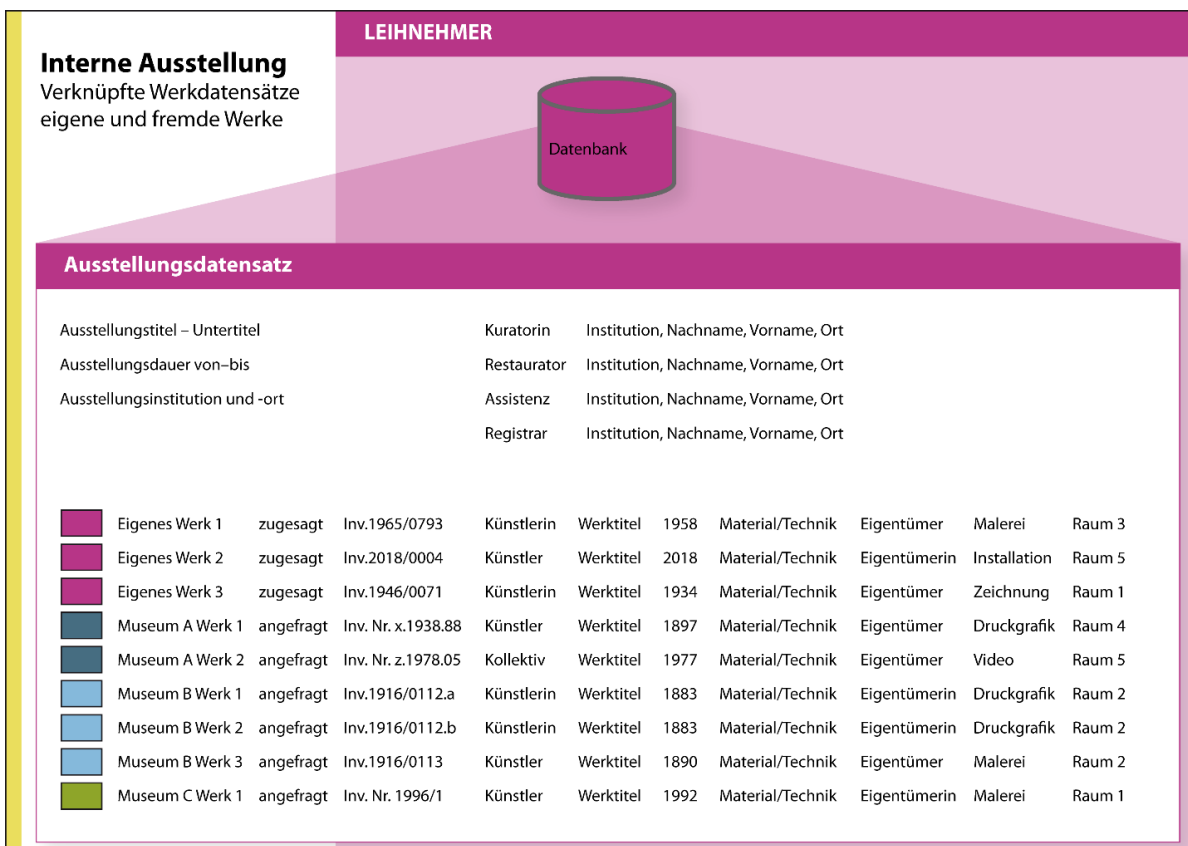 LEIHNEHMER
Interne Ausstellung
Verknüpfte Werkdatensätze
eigene und fremde Werke
Datenbank
Ausstellungsdatensatz
Ausstellungstitel – Untertitel Kuratorin Institution, Nachname, Vorname, Ort
Ausstellungsdauer von–bis Restaurator Institution, Nachname, Vorname, Ort
Ausstellungsinstitution und -ort Assistenz Institution, Nachname, Vorname, Ort
Registrar Institution, Nachname, Vorname, Ort
Eigenes Werk 1 zugesagt Inv.1965/0793 Künstlerin Werktitel 1958 Material/Technik Eigentümer Malerei Raum 3
Eigenes Werk 2 zugesagt Inv.2018/0004 Künstler Werktitel 2018 Material/Technik Eigentümerin Installation Raum 5
Eigenes Werk 3 zugesagt Inv.1946/0071 Künstlerin Werktitel 1934 Material/Technik Eigentümer Zeichnung Raum 1
Museum A Werk 1 angefragt Inv. Nr. x.1938.88 Künstler Werktitel 1897 Material/Technik Eigentümer Druckgrafik Raum 4
Museum A Werk 2 angefragt Inv. Nr. z.1978.05 Kollektiv Werktitel 1977 Material/Technik Eigentümer Video Raum 5
Museum B Werk 1 angefragt Inv.1916/0112.a Künstlerin Werktitel 1883 Material/Technik Eigentümerin Druckgrafik Raum 2
Museum B Werk 2 angefragt Inv.1916/0112.b Künstlerin Werktitel 1883 Material/Technik Eigentümerin Druckgrafik Raum 2
Museum B Werk 3 angefragt Inv.1916/0113 Künstler Werktitel 1890 Material/Technik Eigentümer Malerei Raum 2
Museum C Werk 1 angefragt Inv. Nr. 1996/1 Künstler Werktitel 1992 Material/Technik Eigentümerin Malerei Raum 1